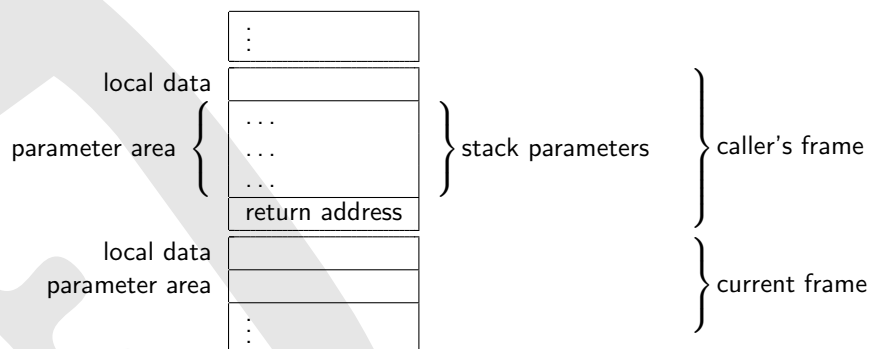 ⋮
local data
parameter area
. . .
. . .
. . .
stack parameters
caller's frame
return address
local data
parameter area
current frame
⋮